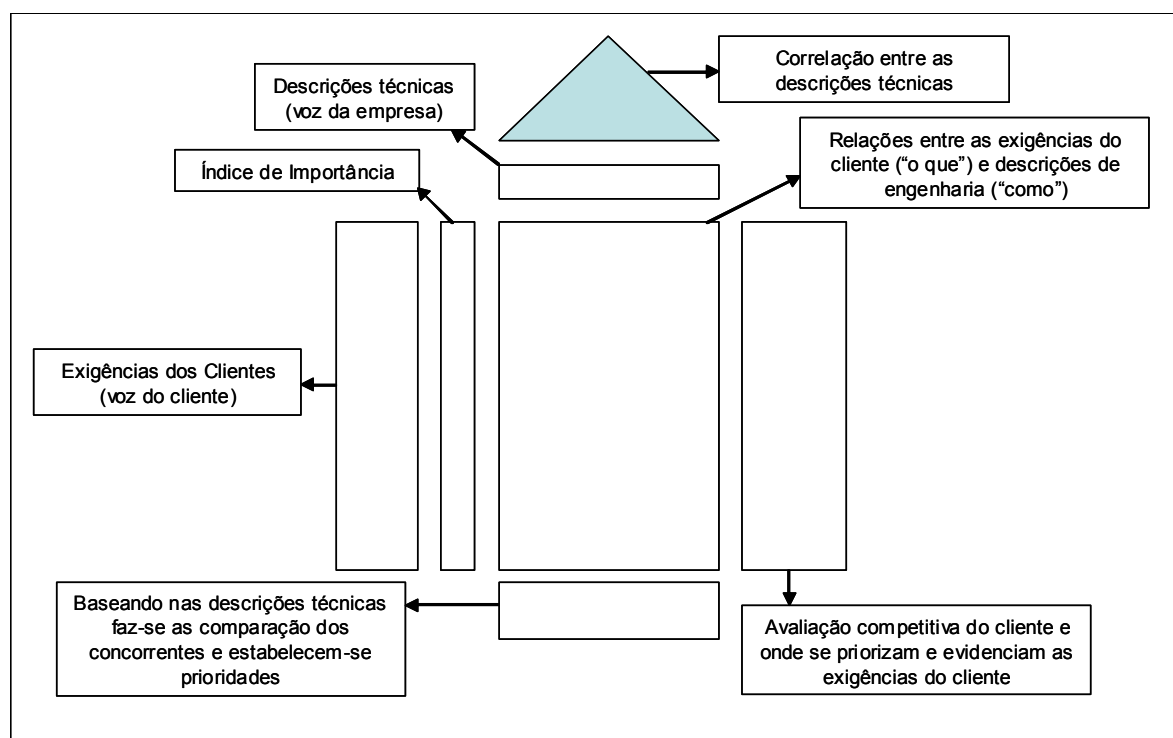 Correlação entre as
descrições técnicas
Descrições técnicas
(voz da empresa)
Relações entre as exigências do
cliente (“o que”) e descrições de
engenharia (“como”)
Índice de Importância
Exigências dos Clientes
(voz do cliente)
Baseando nas descrições técnicas
faz-se as comparação dos
concorrentes e estabelecem-se
prioridades
Avaliação competitiva do cliente e
onde se priorizam e evidenciam as
exigências do cliente